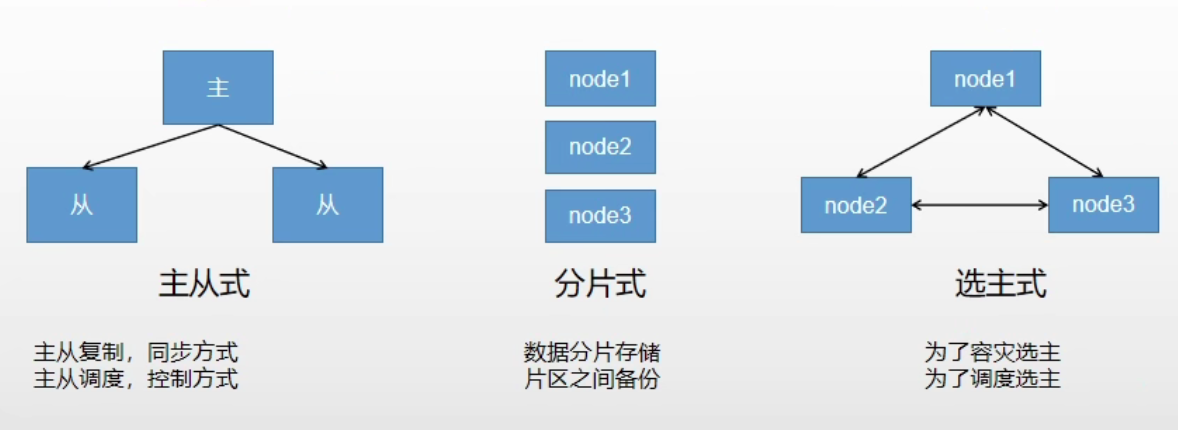 主
从
从
主从式
主从复制，同步方式
主从调度，控制方式
node1
node2
node3
分片式
数据分片存储
片区之间备份
node1
node2
node3
选主式
为了容灾选主
为了调度选主